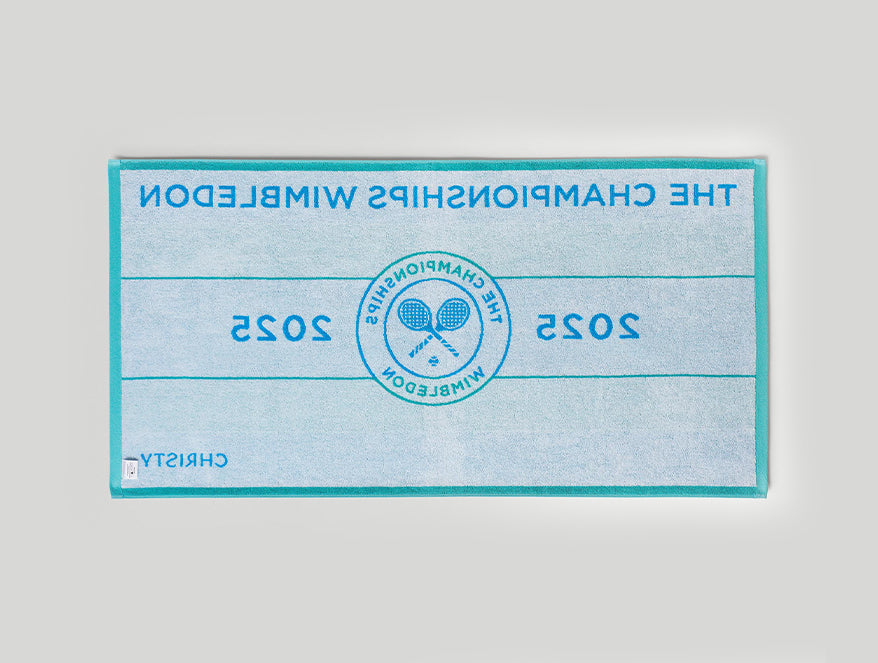 THE CHAMPIONSHIPS WIMBLEDON
THE CHAMPIONSHIPS
2025 2025
WIMBLEDON
CHRISTY